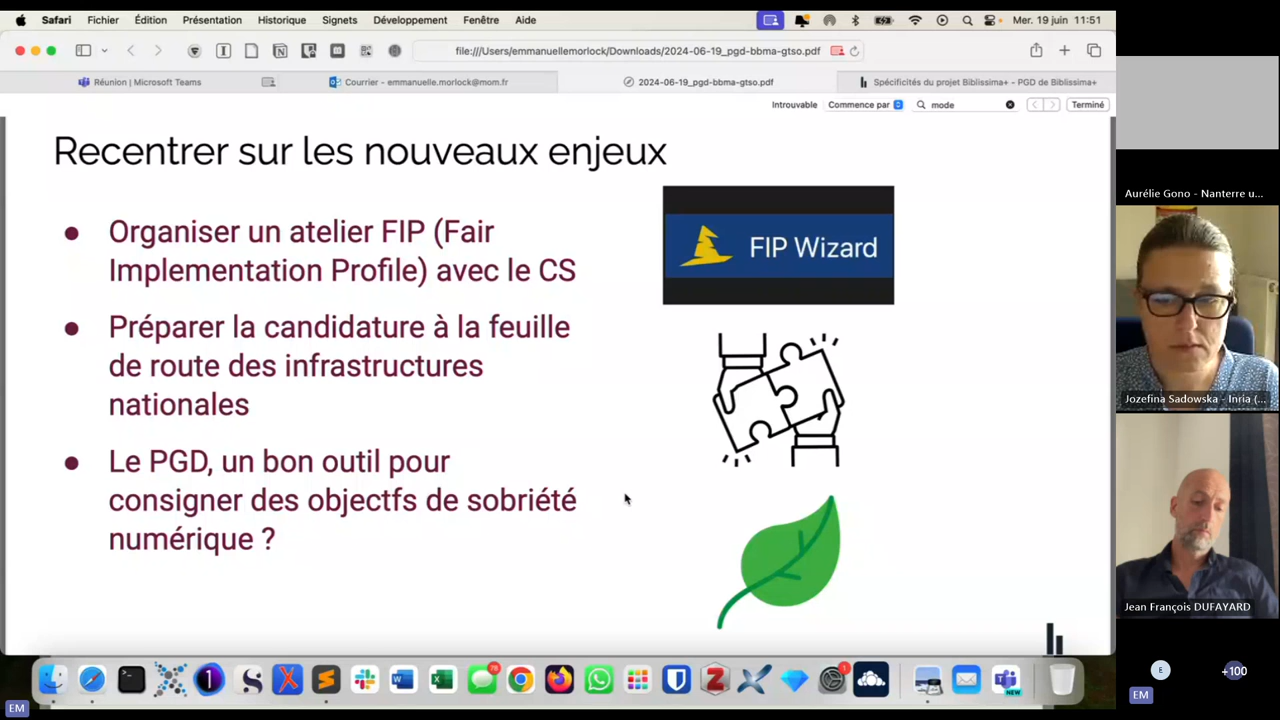 Safari Fichier Édition Présentation Historique Signets Développement Fenêtre Aide Mer. 19 juin 11:51
file:///Users/emmanuellemorlock/Downloads/2024-06-19_pgd-bbma-gtso.pdf
Réunion | Microsoft Teams
Courrier - emmanuelle.morlock@mom.fr
2024-06-19_pgd-bbma-gtso.pdf
Spécificités du projet Biblissima+ - PGD de Biblissima+
Introuvable Commence par mode Terminé
Recentrer sur les nouveaux enjeux
FIP Wizard
● Organiser un atelier FIP (Fair
Implementation Profile) avec le CS
● Préparer la candidature à la feuille
de route des infrastructures
nationales
● Le PGD, un bon outil pour
consigner des objectfs de sobriété
numérique ?
Aurélie Gono - Nanterre u...
Jozefina Sadowska - Inria (...
Jean François DUFAYARD
E
+100
EM
EM
NEW